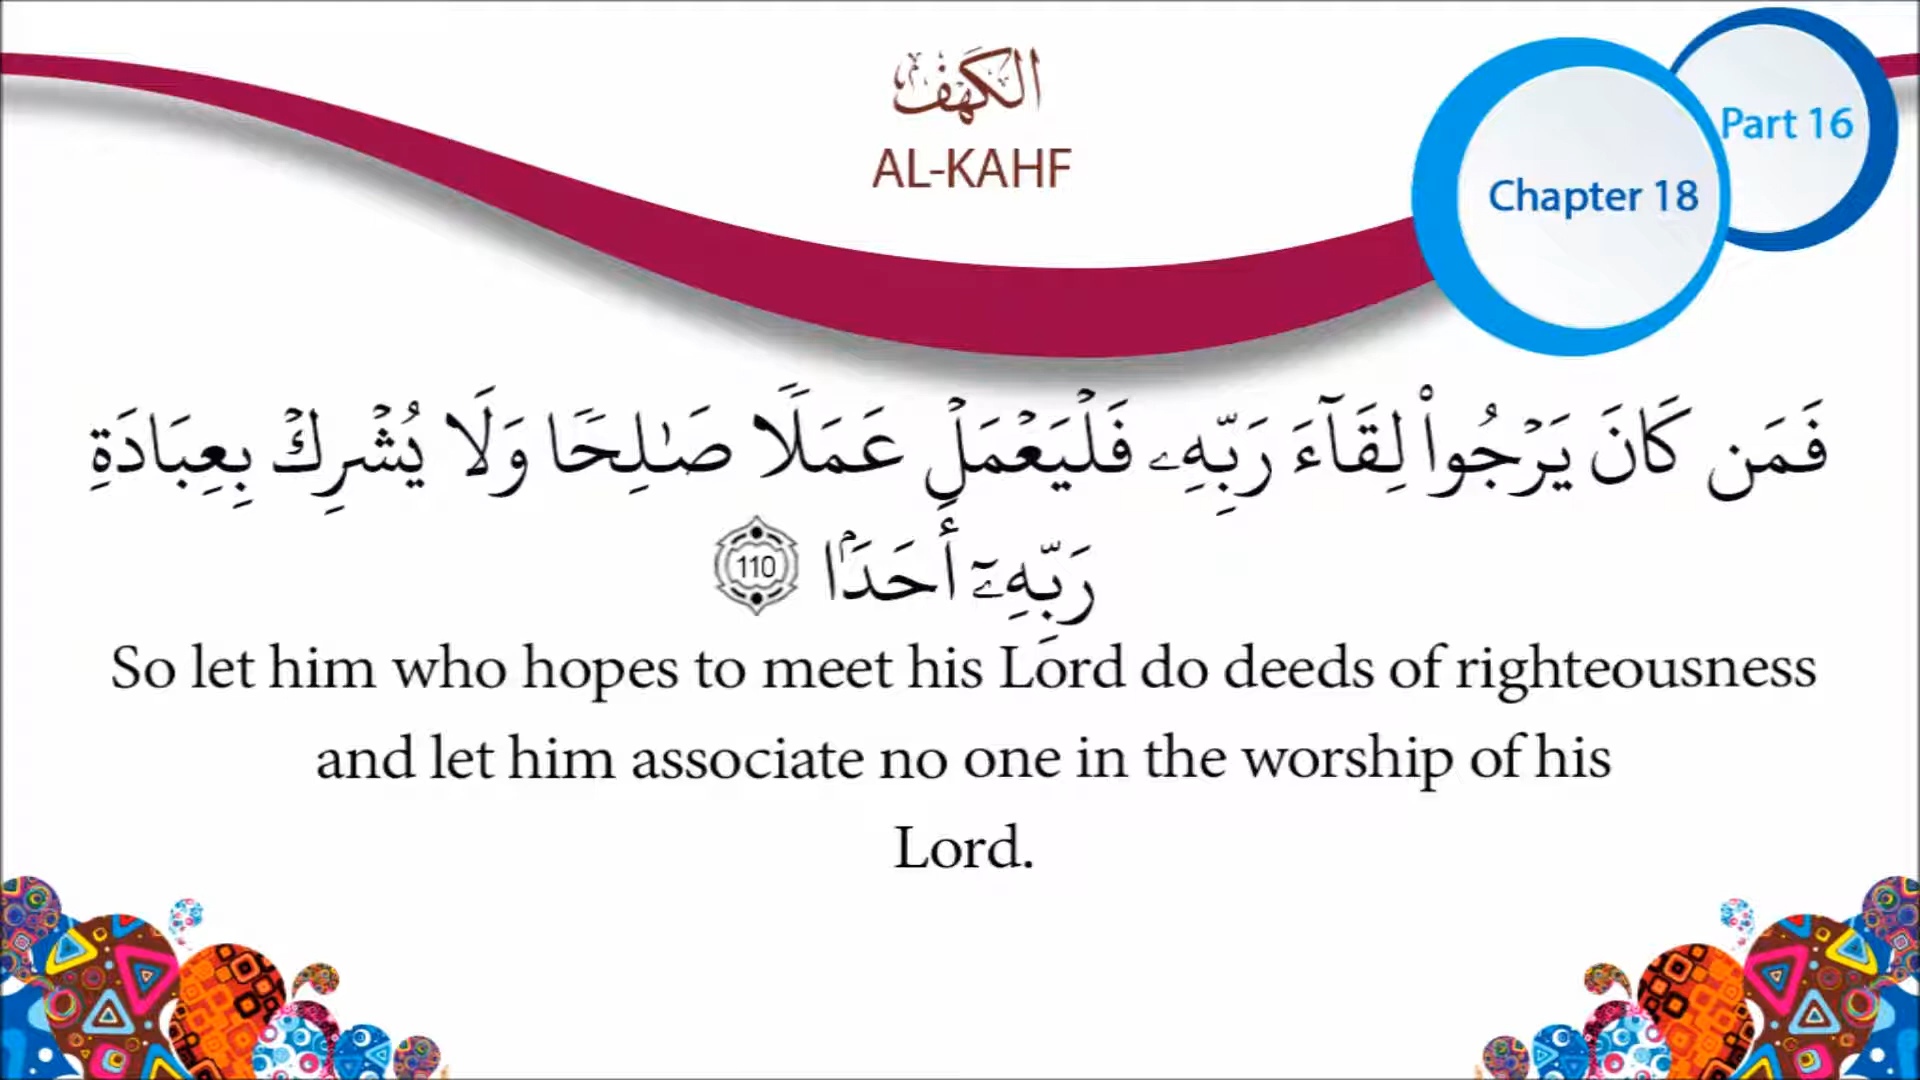 الكهف
AL-KAHF
Part 16
Chapter 18
فَمَن كَانَ يَرْجُوا۟ لِقَآءَ رَبِّهِۦ فَلْيَعْمَلْ عَمَلًا صَـٰلِحًا وَلَا يُشْرِكْ بِعِبَادَةِ
رَبِّهِۦٓ أَحَدَۢا 110
So let him who hopes to meet his Lord do deeds of righteousness
and let him associate no one in the worship of his
Lord.